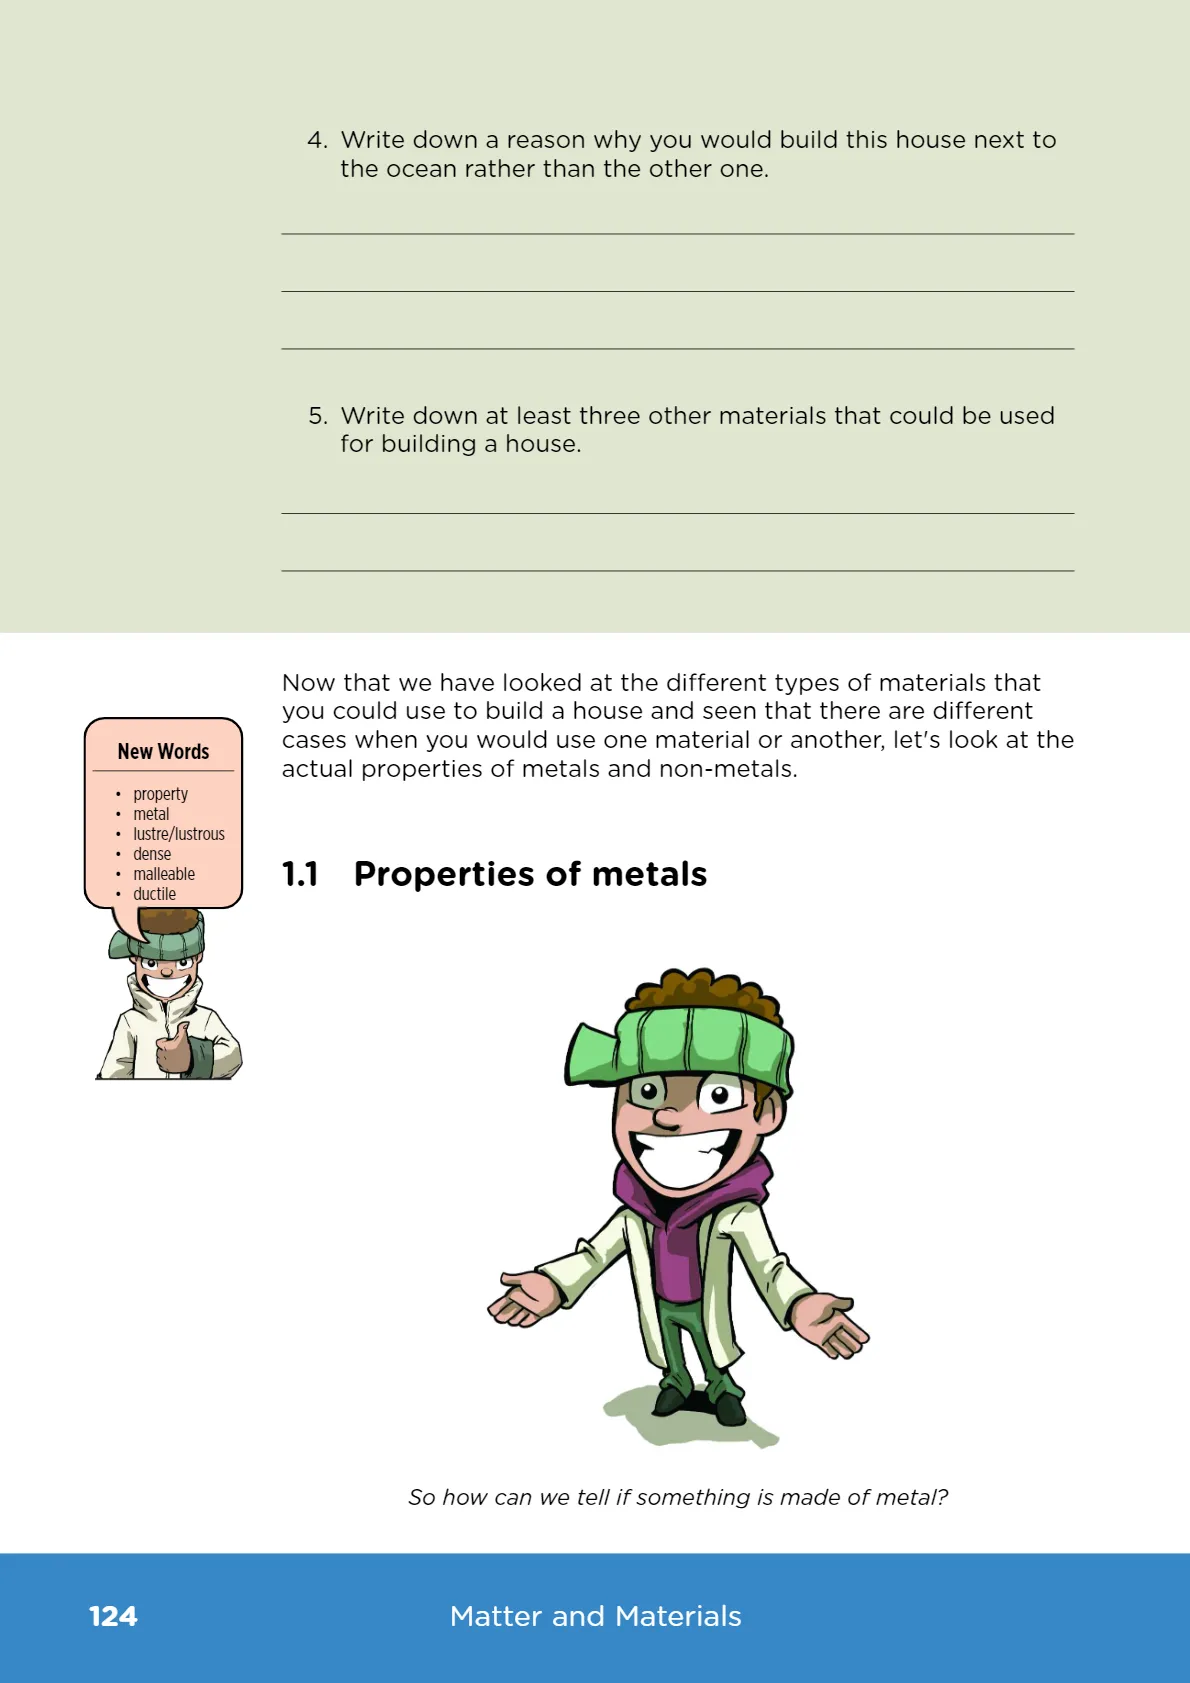 4. Write down a reason why you would build this house next to
the ocean rather than the other one.
5. Write down at least three other materials that could be used
for building a house.
Now that we have looked at the different types of materials that
you could use to build a house and seen that there are different
cases when you would use one material or another, let's look at the
actual properties of metals and non-metals.
New Words
• property
• metal
• lustre/lustrous
• dense
• malleable
• ductile
1.1 Properties of metals
So how can we tell if something is made of metal?
124 Matter and Materials